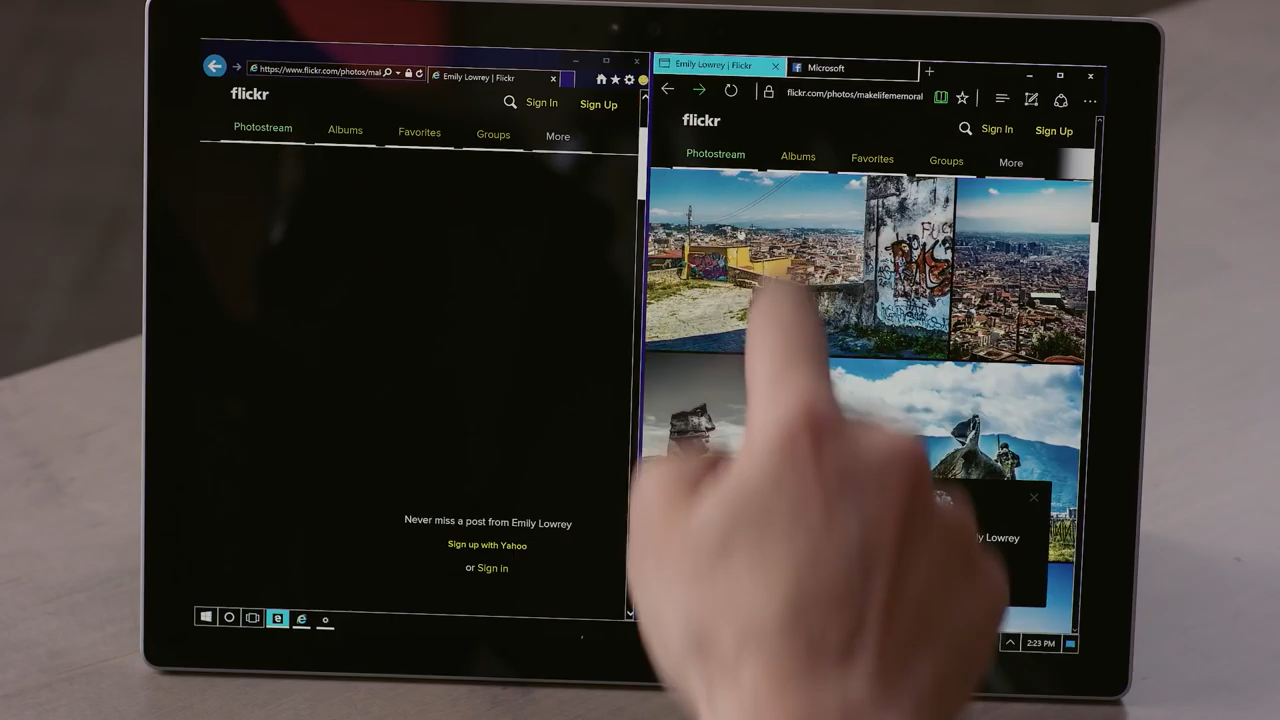 https://www.flickr.com/photos/mal
Emily Lowrey | Flickr
flickr
Sign In
Sign Up
Photostream
Albums
Favorites
Groups
More
Never miss a post from Emily Lowrey
Sign up with Yahoo
or Sign in
Emily Lowrey | Flickr
Microsoft
flickr.com/photos/makelifememoral
flickr
Sign In
Sign Up
Photostream
Albums
Favorites
Groups
More
ly Lowrey
2:23 PM